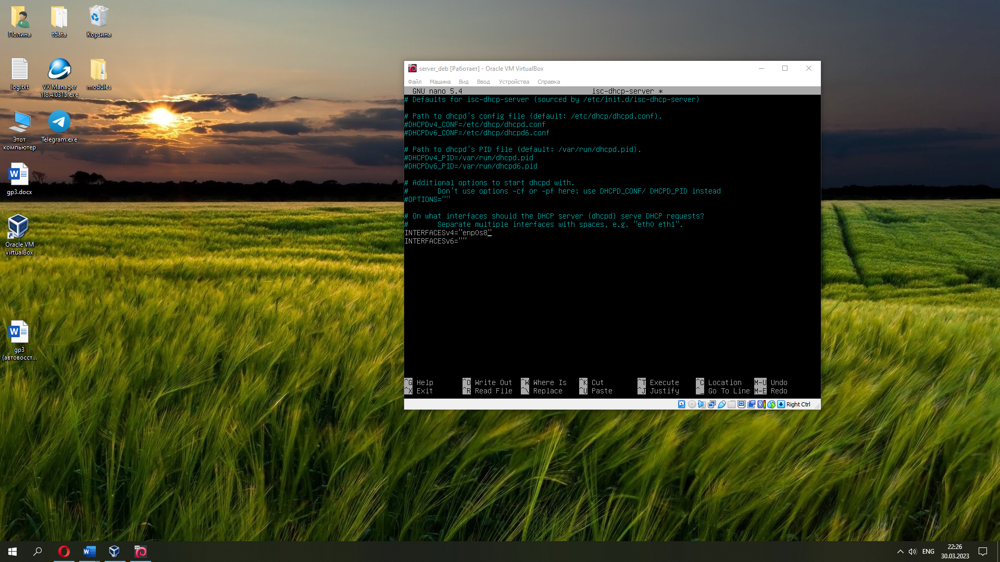 Полина
tdata
Корзина
log.txt
VX Manager
1.8.4.0315.exe
modules
Этот
компьютер
Telegram.exe
gp3.docx
Oracle VM
VirtualBox
gp3
(автовосст...
server_deb [Работает] - Oracle VM VirtualBox
Файл Машина Вид Ввод Устройства Справка
GNU nano 5.4 isc-dhcp-server *
# Defaults for isc-dhcp-server (sourced by /etc/init.d/isc-dhcp-server)
# Path to dhcpd's config file (default: /etc/dhcp/dhcpd.conf).
#DHCPDv4_CONF=/etc/dhcp/dhcpd.conf
#DHCPDv6_CONF=/etc/dhcp/dhcpd6.conf
# Path to dhcpd's PID file (default: /var/run/dhcpd.pid).
#DHCPDv4_PID=/var/run/dhcpd.pid
#DHCPDv6_PID=/var/run/dhcpd6.pid
# Additional options to start dhcpd with.
# Don't use options -cf or -pf here; use DHCPD_CONF/ DHCPD_PID instead
#OPTIONS=""
# On what interfaces should the DHCP server (dhcpd) serve DHCP requests?
# Separate multiple interfaces with spaces, e.g. "eth0 eth1".
INTERFACESv4="enp0s8"
INTERFACESv6=""
^G Help ^O Write Out ^W Where Is ^K Cut ^T Execute ^C Location M-U Undo
^X Exit ^R Read File ^\ Replace ^U Paste ^J Justify ^_ Go To Line M-E Redo
Right Ctrl
ENG
22:26
30.03.2023